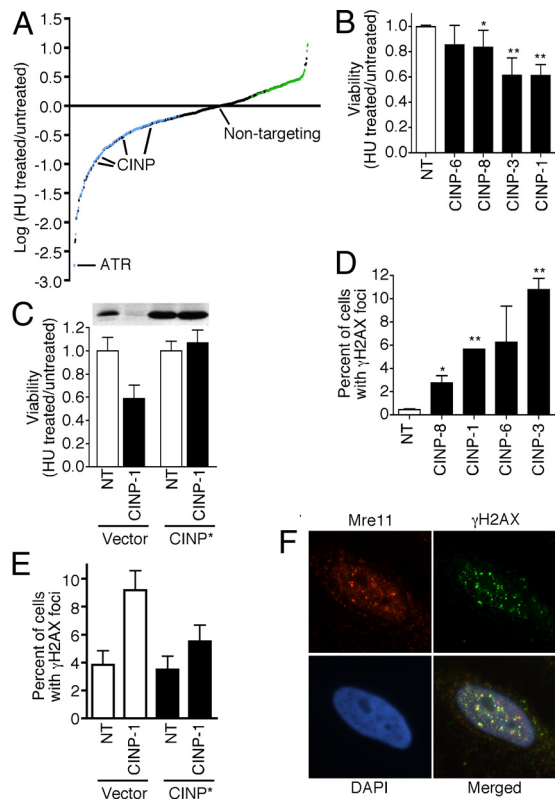 A
Log (HU treated/untreated)
1.5
1.0
0.5
0.0
-0.5
-1.0
-1.5
-2.0
-2.5
-3.0
CINP
Non-targeting
ATR
B
Viability
(HU treated/untreated)
1.0
0.8
0.6
0.4
0.2
0
*
**
**
NT
CINP-6
CINP-8
CINP-3
CINP-1
C
Viability
(HU treated/untreated)
1.2
1.0
0.8
0.6
0.4
0.2
0.0
NT
CINP-1
NT
CINP-1
Vector
CINP*
D
Percent of cells
with γH2AX foci
12
10
8
6
4
2
0
*
**
**
NT
CINP-8
CINP-1
CINP-6
CINP-3
E
Percent of cells
with γH2AX foci
10
8
6
4
2
0
NT
CINP-1
NT
CINP-1
Vector
CINP*
F
Mre11
γH2AX
DAPI
Merged